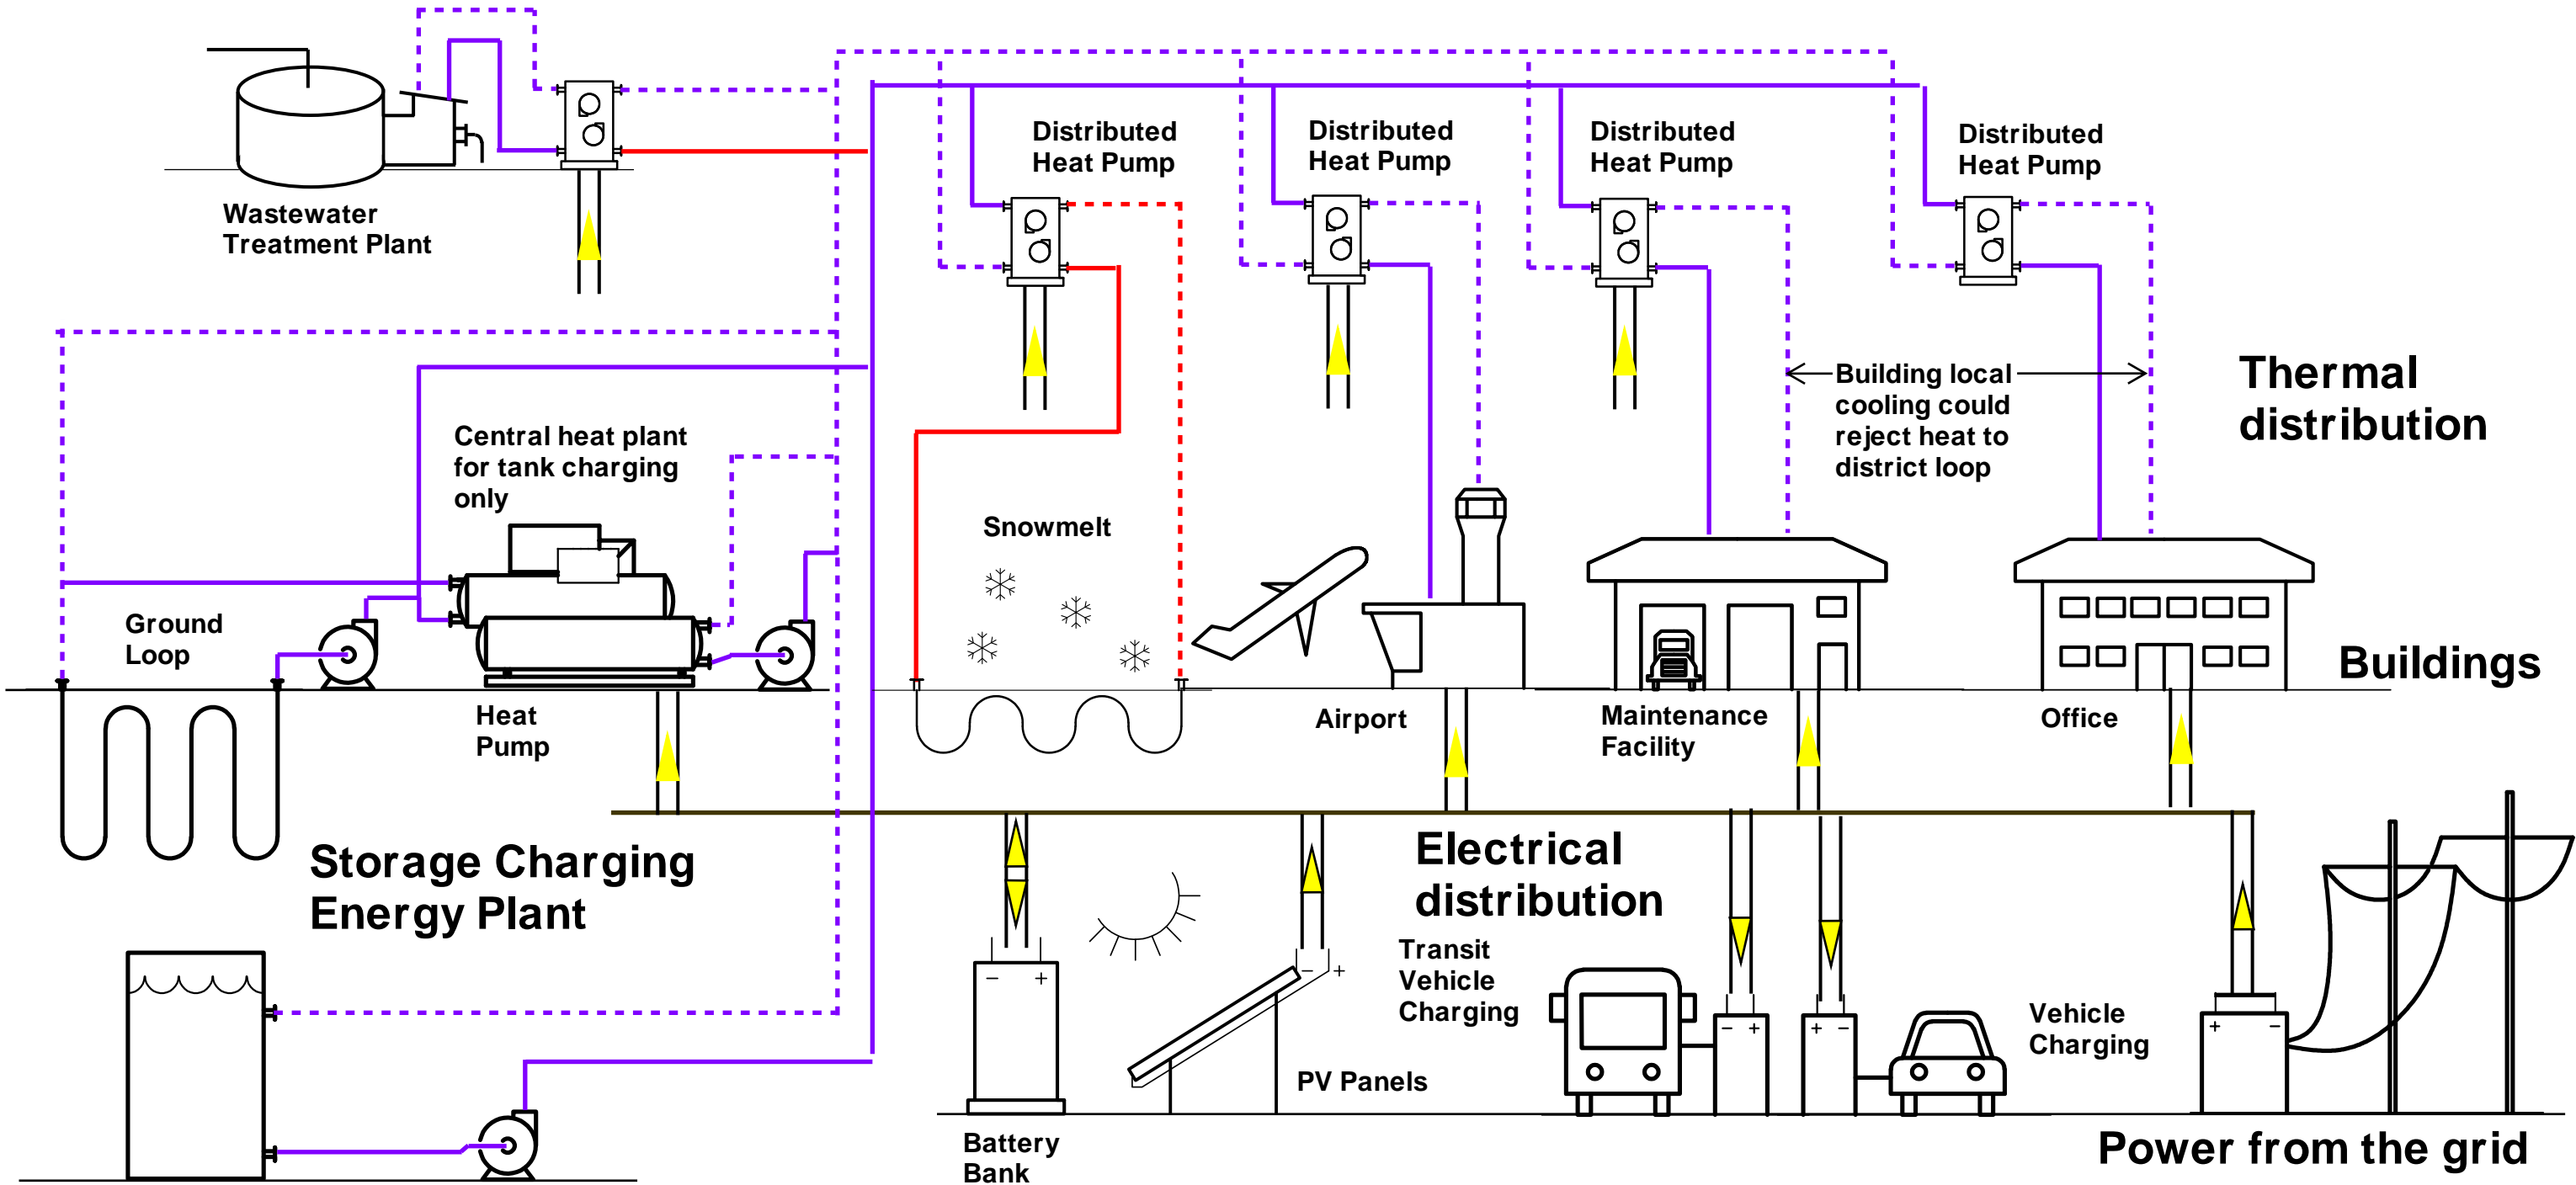 Distributed
Heat Pump
Distributed
Heat Pump
Distributed
Heat Pump
Distributed
Heat Pump
Wastewater
Treatment Plant
Building local
cooling could
reject heat to
district loop
Thermal
distribution
Central heat plant
for tank charging
only
Snowmelt
Ground
Loop
Buildings
Heat
Pump
Airport
Maintenance
Facility
Office
Storage Charging
Energy Plant
Electrical
distribution
Transit
Vehicle
Charging
- +
- +
- +
+ -
+ -
Vehicle
Charging
PV Panels
Battery
Bank
Power from the grid